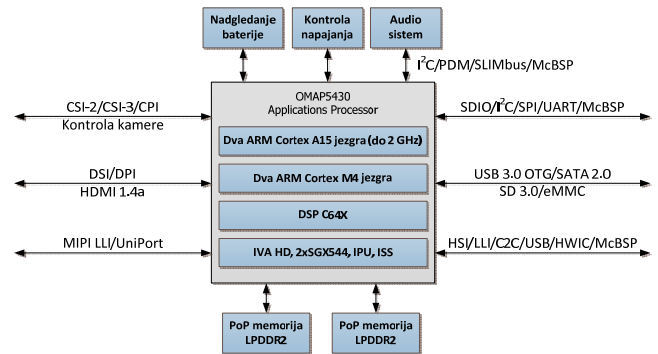 Nadgledanje
baterije
Kontrola
napajanja
Audio
sistem
I²C/PDM/SLIMbus/McBSP
OMAP5430
Applications Processor
CSI-2/CSI-3/CPI
Kontrola kamere
SDIO/I²C/SPI/UART/McBSP
Dva ARM Cortex A15 jezgra (do 2 GHz)
DSI/DPI
HDMI 1.4a
Dva ARM Cortex M4 jezgra
USB 3.0 OTG/SATA 2.0
SD 3.0/eMMC
DSP C64X
MIPI LLI/UniPort
IVA HD, 2xSGX544, IPU, ISS
HSI/LLI/C2C/USB/HWIC/McBSP
PoP memorija
LPDDR2
PoP memorija
LPDDR2